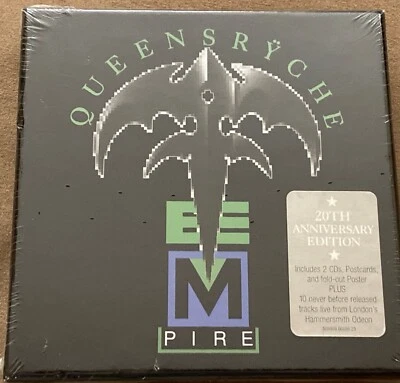 QUEENSRŸCHE
E
M
PIRE
20TH
ANNIVERSARY
EDITION
Includes 2 CDs, Postcards,
and fold-out Poster
PLUS
10 never before released
tracks live from London's
Hammersmith Odeon